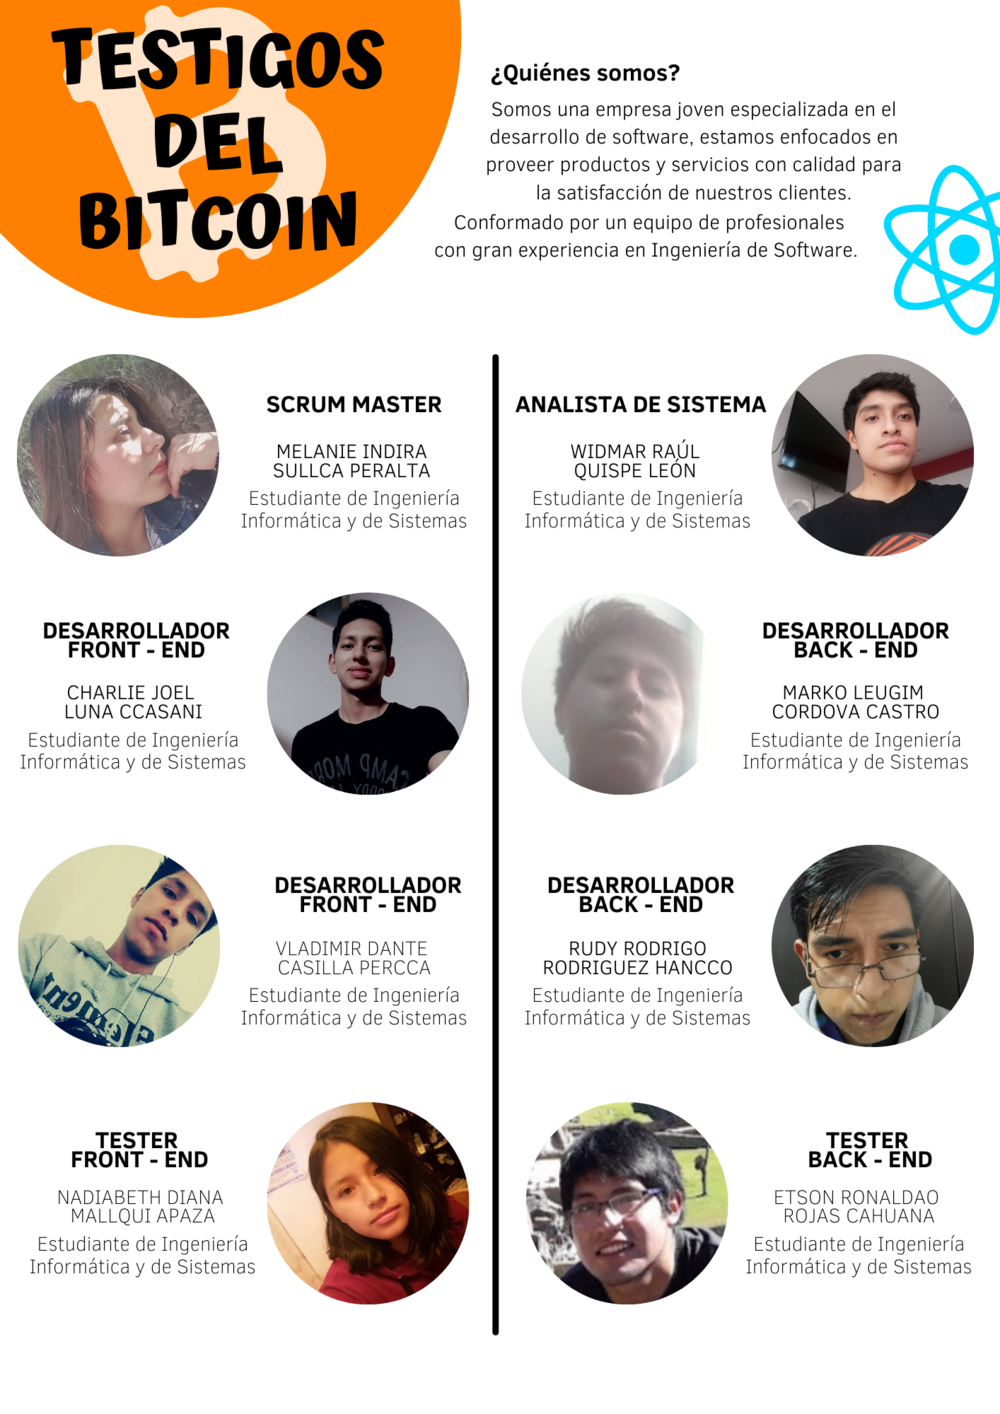 TESTIGOS
DEL
BITCOIN
¿Quiénes somos?
Somos una empresa joven especializada en el
desarrollo de software, estamos enfocados en
proveer productos y servicios con calidad para
la satisfacción de nuestros clientes.
Conformado por un equipo de profesionales
con gran experiencia en Ingeniería de Software.
SCRUM MASTER
MELANIE INDIRA
SULLCA PERALTA
Estudiante de Ingeniería
Informática y de Sistemas
ANALISTA DE SISTEMA
WIDMAR RAÚL
QUISPE LEÓN
Estudiante de Ingeniería
Informática y de Sistemas
DESARROLLADOR
FRONT - END
CHARLIE JOEL
LUNA CCASANI
Estudiante de Ingeniería
Informática y de Sistemas
CAMP MORR
DESARROLLADOR
BACK - END
MARKO LEUGIM
CORDOVA CASTRO
Estudiante de Ingeniería
Informática y de Sistemas
DESARROLLADOR
FRONT - END
VLADIMIR DANTE
CASILLA PERCCA
Estudiante de Ingeniería
Informática y de Sistemas
element
DESARROLLADOR
BACK - END
RUDY RODRIGO
RODRIGUEZ HANCCO
Estudiante de Ingeniería
Informática y de Sistemas
TESTER
FRONT - END
NADIABETH DIANA
MALLQUI APAZA
Estudiante de Ingeniería
Informática y de Sistemas
TESTER
BACK - END
ETSON RONALDAO
ROJAS CAHUANA
Estudiante de Ingeniería
Informática y de Sistemas